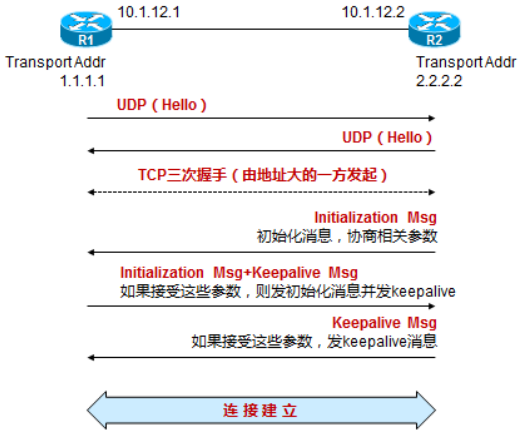 10.1.12.1
10.1.12.2
R1
R2
TransportAddr
1.1.1.1
TransportAddr
2.2.2.2
UDP（Hello）
UDP（Hello）
TCP三次握手（由地址大的一方发起）
Initialization Msg
初始化消息，协商相关参数
Initialization Msg+Keepalive Msg
如果接受这些参数，则发初始化消息并发keepalive
Keepalive Msg
如果接受这些参数，发keepalive消息
连接建立